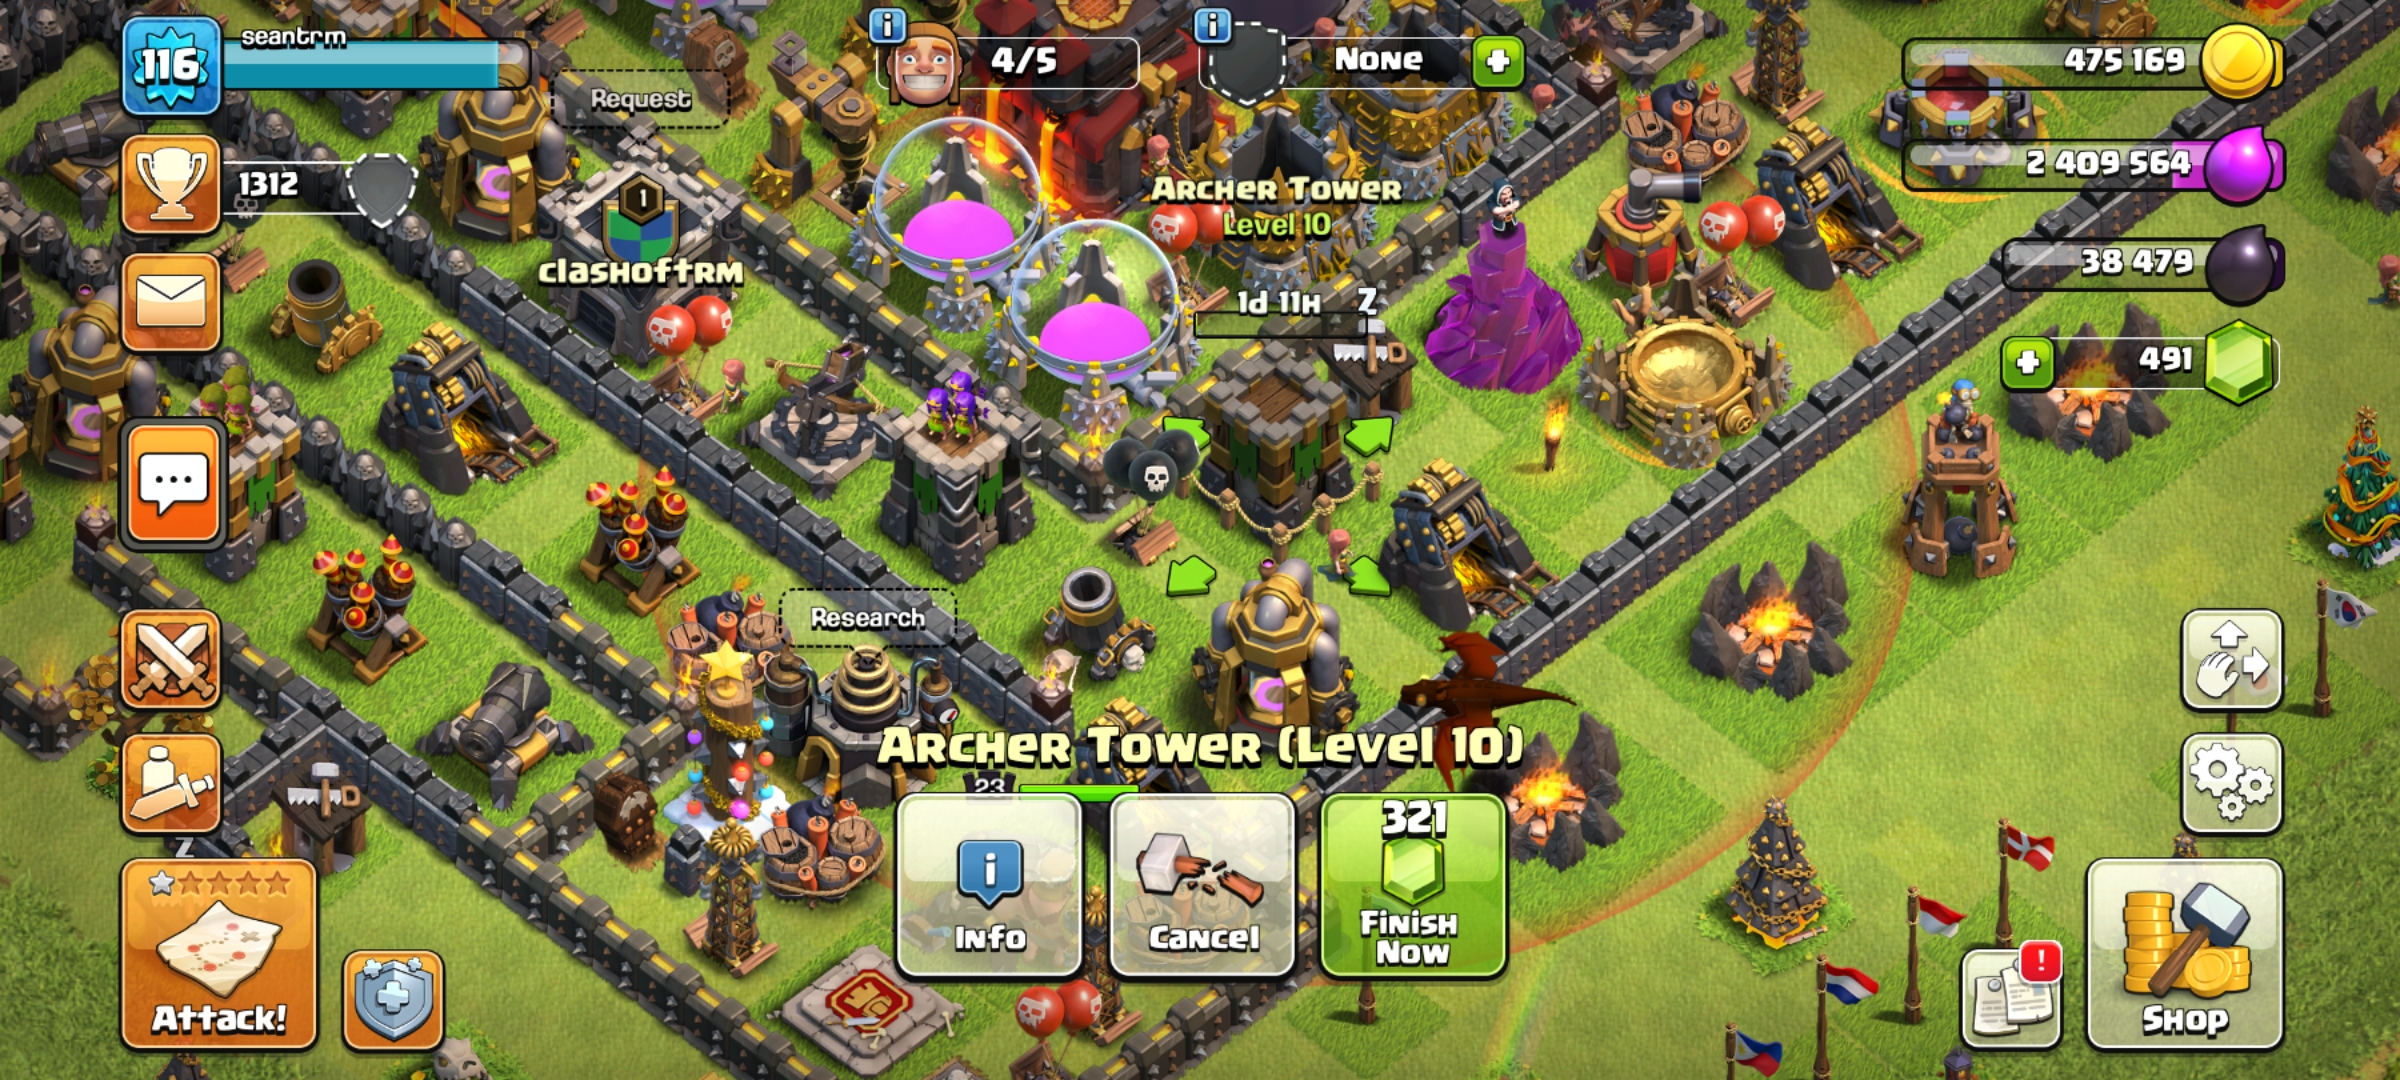 116
seantrm
4/5
None
475 169
Request
1312
1
clashoftRM
Archer Tower
Level 10
2 409 564
38 479
1d 11H
Z
491
Research
Archer Tower (Level 10)
23
Info
Cancel
321
Finish
Now
Z
Attack!
!
Shop